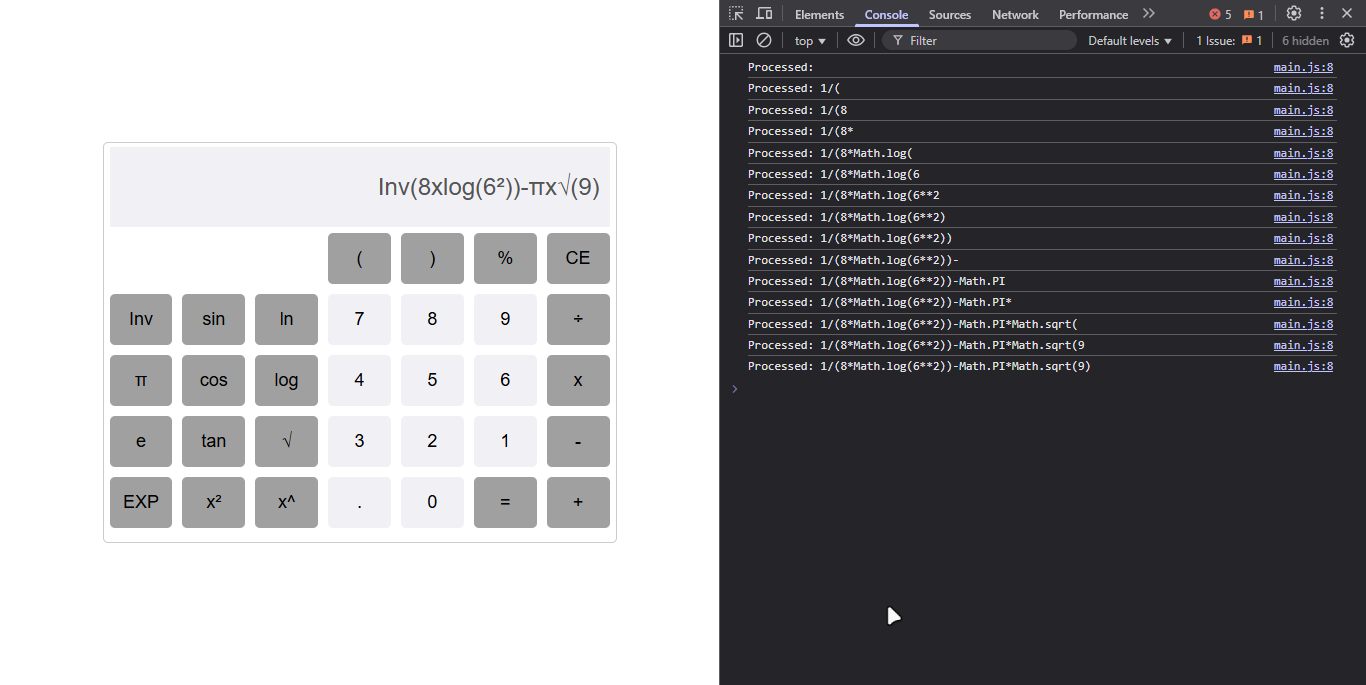 Inv(8xlog(6²))-πx√(9)
( ) % CE
Inv sin ln 7 8 9 ÷
π cos log 4 5 6 x
e tan √ 3 2 1 -
EXP x² x^ . 0 = +
Elements Console Sources Network Performance 5 1
top Filter Default levels 1 Issue: 1 6 hidden
Processed: main.js:8
Processed: 1/( main.js:8
Processed: 1/(8 main.js:8
Processed: 1/(8* main.js:8
Processed: 1/(8*Math.log( main.js:8
Processed: 1/(8*Math.log(6 main.js:8
Processed: 1/(8*Math.log(6**2 main.js:8
Processed: 1/(8*Math.log(6**2) main.js:8
Processed: 1/(8*Math.log(6**2)) main.js:8
Processed: 1/(8*Math.log(6**2))- main.js:8
Processed: 1/(8*Math.log(6**2))-Math.PI main.js:8
Processed: 1/(8*Math.log(6**2))-Math.PI* main.js:8
Processed: 1/(8*Math.log(6**2))-Math.PI*Math.sqrt( main.js:8
Processed: 1/(8*Math.log(6**2))-Math.PI*Math.sqrt(9 main.js:8
Processed: 1/(8*Math.log(6**2))-Math.PI*Math.sqrt(9) main.js:8